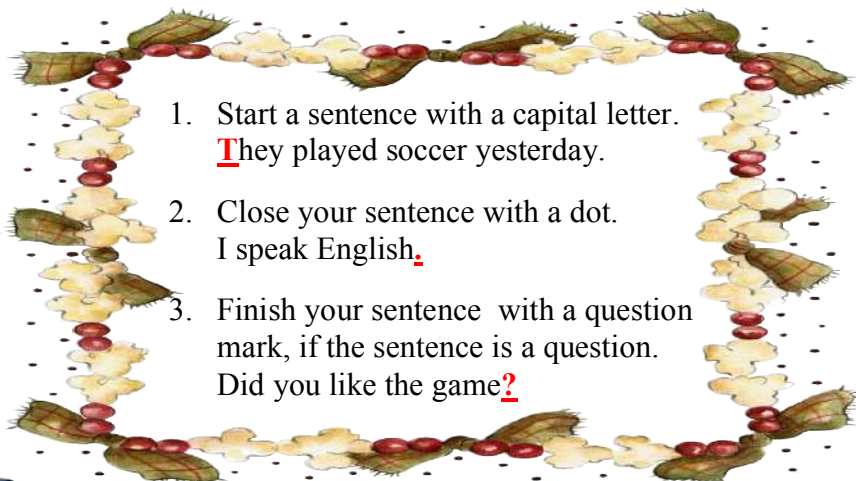 1. Start a sentence with a capital letter.
They played soccer yesterday.
2. Close your sentence with a dot.
I speak English.
3. Finish your sentence  with a question
mark, if the sentence is a question.
Did you like the game?